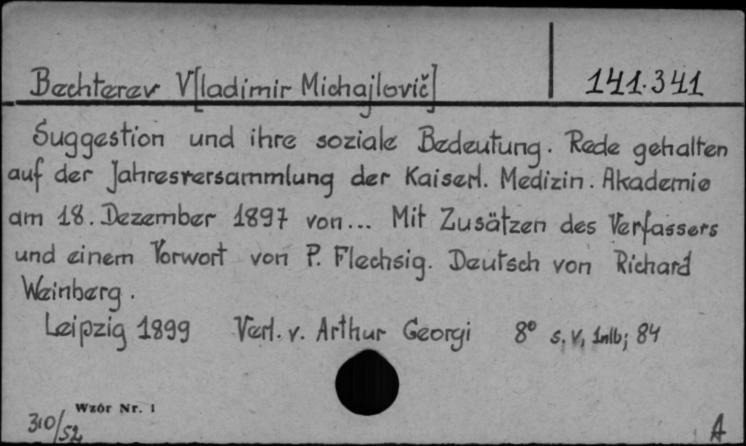 Bechterev V[ladimir Michajlovič] 141.341
Suggestion und ihre soziale Bedeutung. Rede gehalten
auf der Jahresversammlung der Kaiserl. Medizin. Akademie
am 18. Dezember 1897 von... Mit Zusätzen des Verfassers
und einem Vorwort von P. Flechsig. Deutsch von Richard
Weinberg.
Leipzig 1899 Verl. v. Arthur Georgi 8° s. V, 1nlb; 84
Wzór Nr. 1
310/52 A